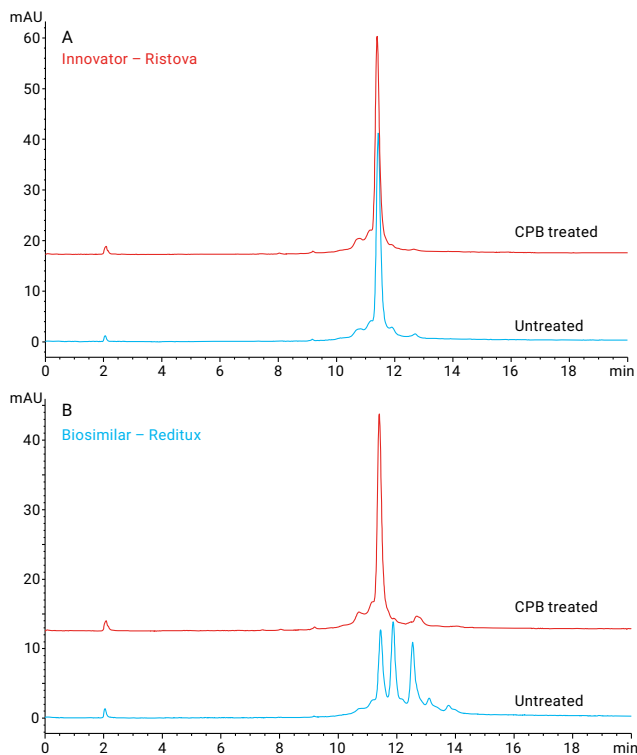 mAU
A
60
Innovator – Ristova
50
40
30
CPB treated
20
10
Untreated
0
0 2 4 6 8 10 12 14 16 18 min
mAU
B
Biosimilar – Reditux
40
30
20
CPB treated
10
Untreated
0
0 2 4 6 8 10 12 14 16 18 min